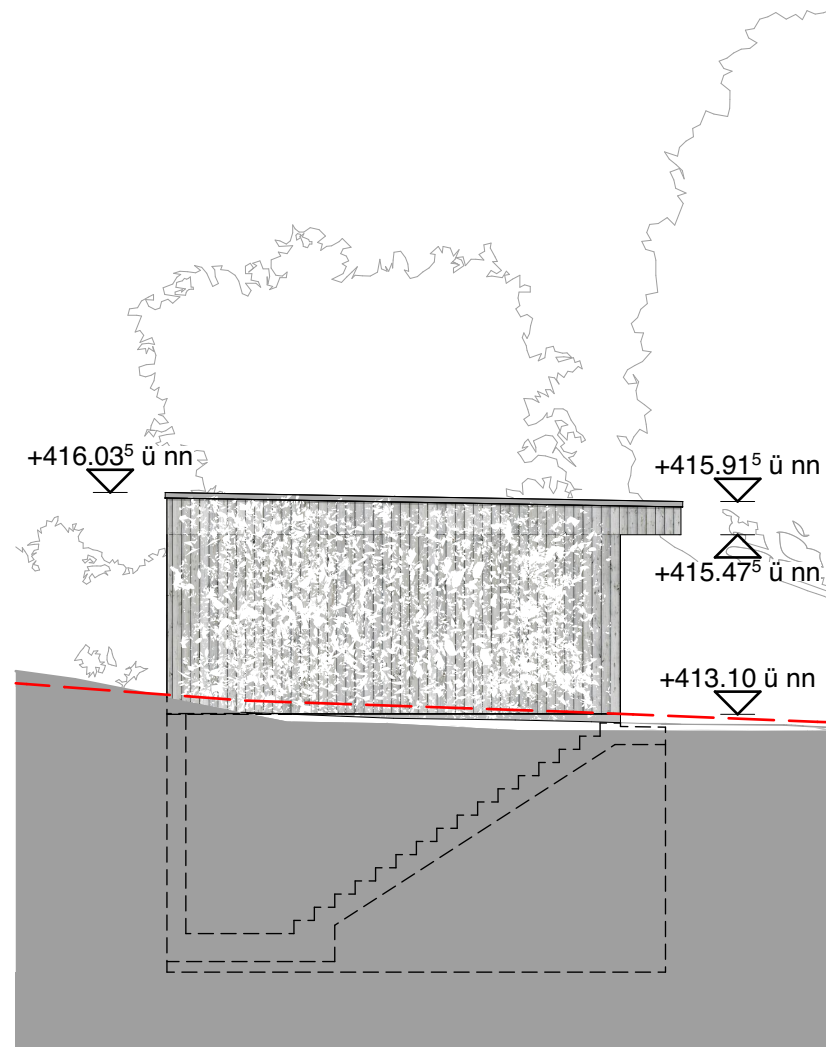 +416.03⁵ ü nn
+415.91⁵ ü nn
+415.47⁵ ü nn
+413.10 ü nn